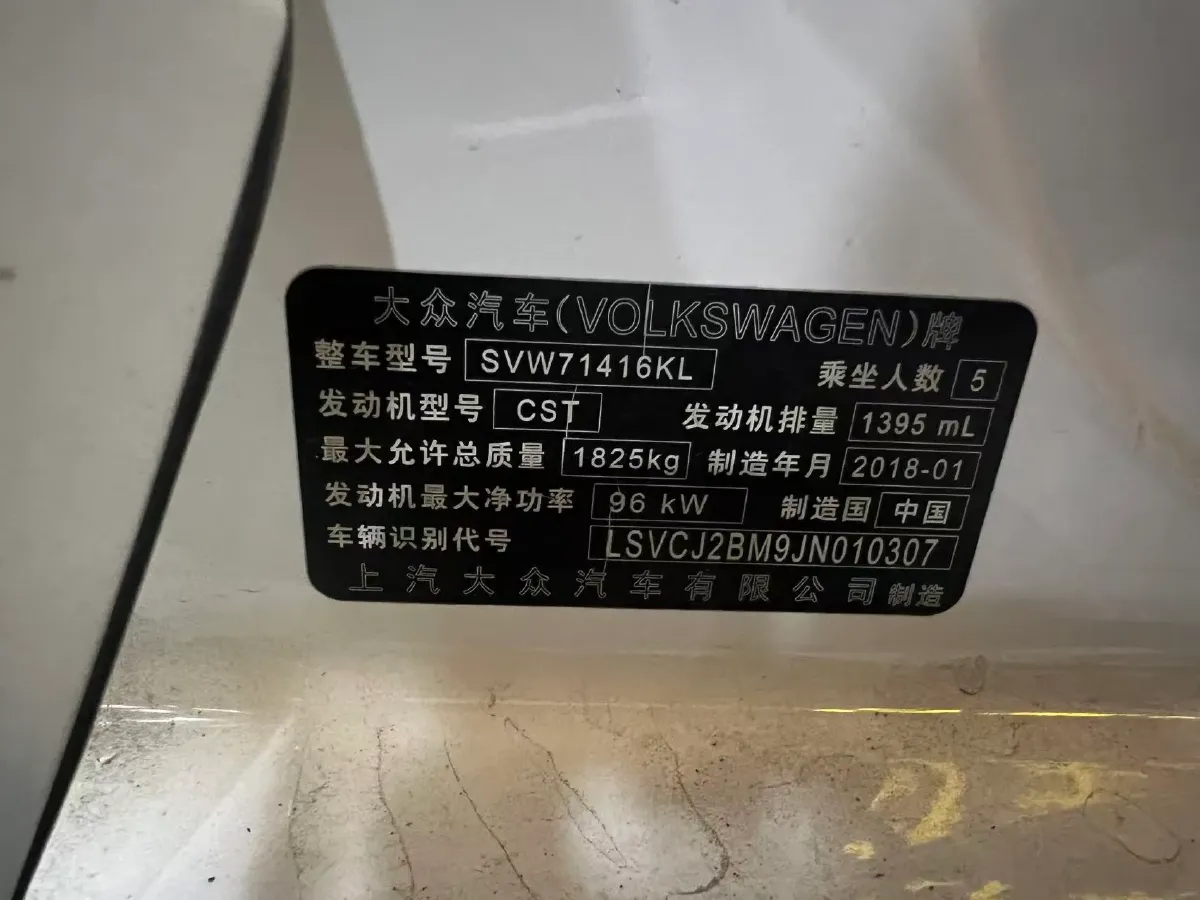 大众汽车(VOLKSWAGEN)牌
整车型号 SVW71416KL 乘坐人数 5
发动机型号 CST 发动机排量 1395 mL
最大允许总质量 1825kg 制造年月 2018-01
发动机最大净功率 96 kW 制造国 中国
车辆识别代号 LSVCJ2BM9JN010307
上汽大众汽车有限公司 制造